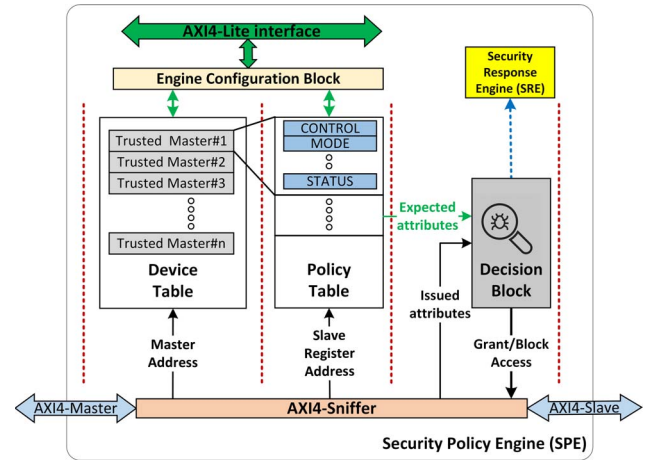 AXI4-Lite interface
Engine Configuration Block
Security
Response
Engine (SRE)
Trusted Master#1
Trusted Master#2
Trusted Master#3
Trusted Master#n
Device
Table
CONTROL
MODE
STATUS
Policy
Table
Expected
attributes
Decision
Block
Issued
attributes
Master
Address
Slave
Register
Address
Grant/Block
Access
AXI4-Master
AXI4-Sniffer
AXI4-Slave
Security Policy Engine (SPE)